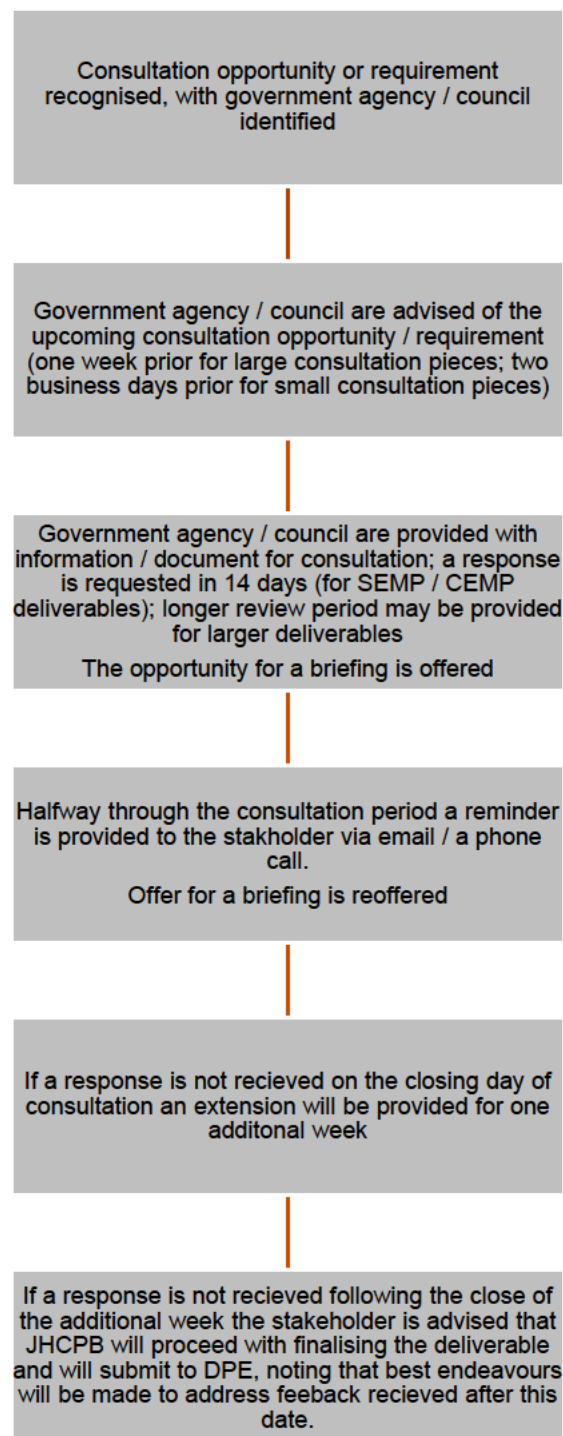 Consultation opportunity or requirement
recognised, with government agency / council
identified
Government agency / council are advised of the
upcoming consultation opportunity / requirement
(one week prior for large consultation pieces; two
business days prior for small consultation pieces)
Government agency / council are provided with
information / document for consultation; a response
is requested in 14 days (for SEMP / CEMP
deliverables); longer review period may be provided
for larger deliverables
The opportunity for a briefing is offered
Halfway through the consultation period a reminder
is provided to the stakholder via email / a phone
call.
Offer for a briefing is reoffered
If a response is not recieved on the closing day of
consultation an extension will be provided for one
additonal week
If a response is not recieved following the close of
the additional week the stakeholder is advised that
JHCPB will proceed with finalising the deliverable
and will submit to DPE, noting that best endeavours
will be made to address feeback recieved after this
date.